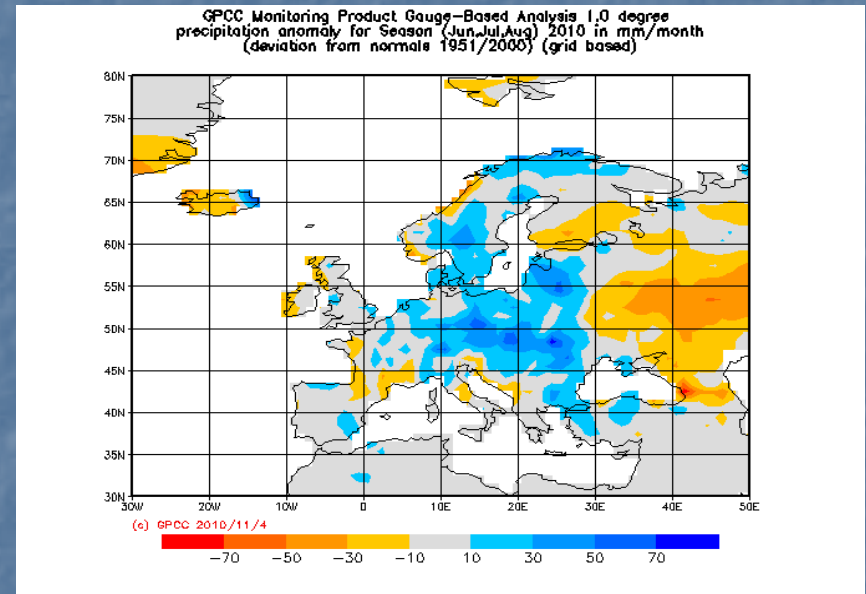 GPCC Monitoring Product Gauge-Based Analysis 1.0 degree
precipitation anomaly for Season (Jun,Jul,Aug) 2010 in mm/month
(deviation from normals 1951/2000) (grid based)
80N
75N
70N
65N
60N
55N
50N
45N
40N
35N
30N
30W 20W 10W 0 10E 20E 30E 40E 50E
(c) GPCC 2010/11/4
-70 -50 -30 -10 10 30 50 70